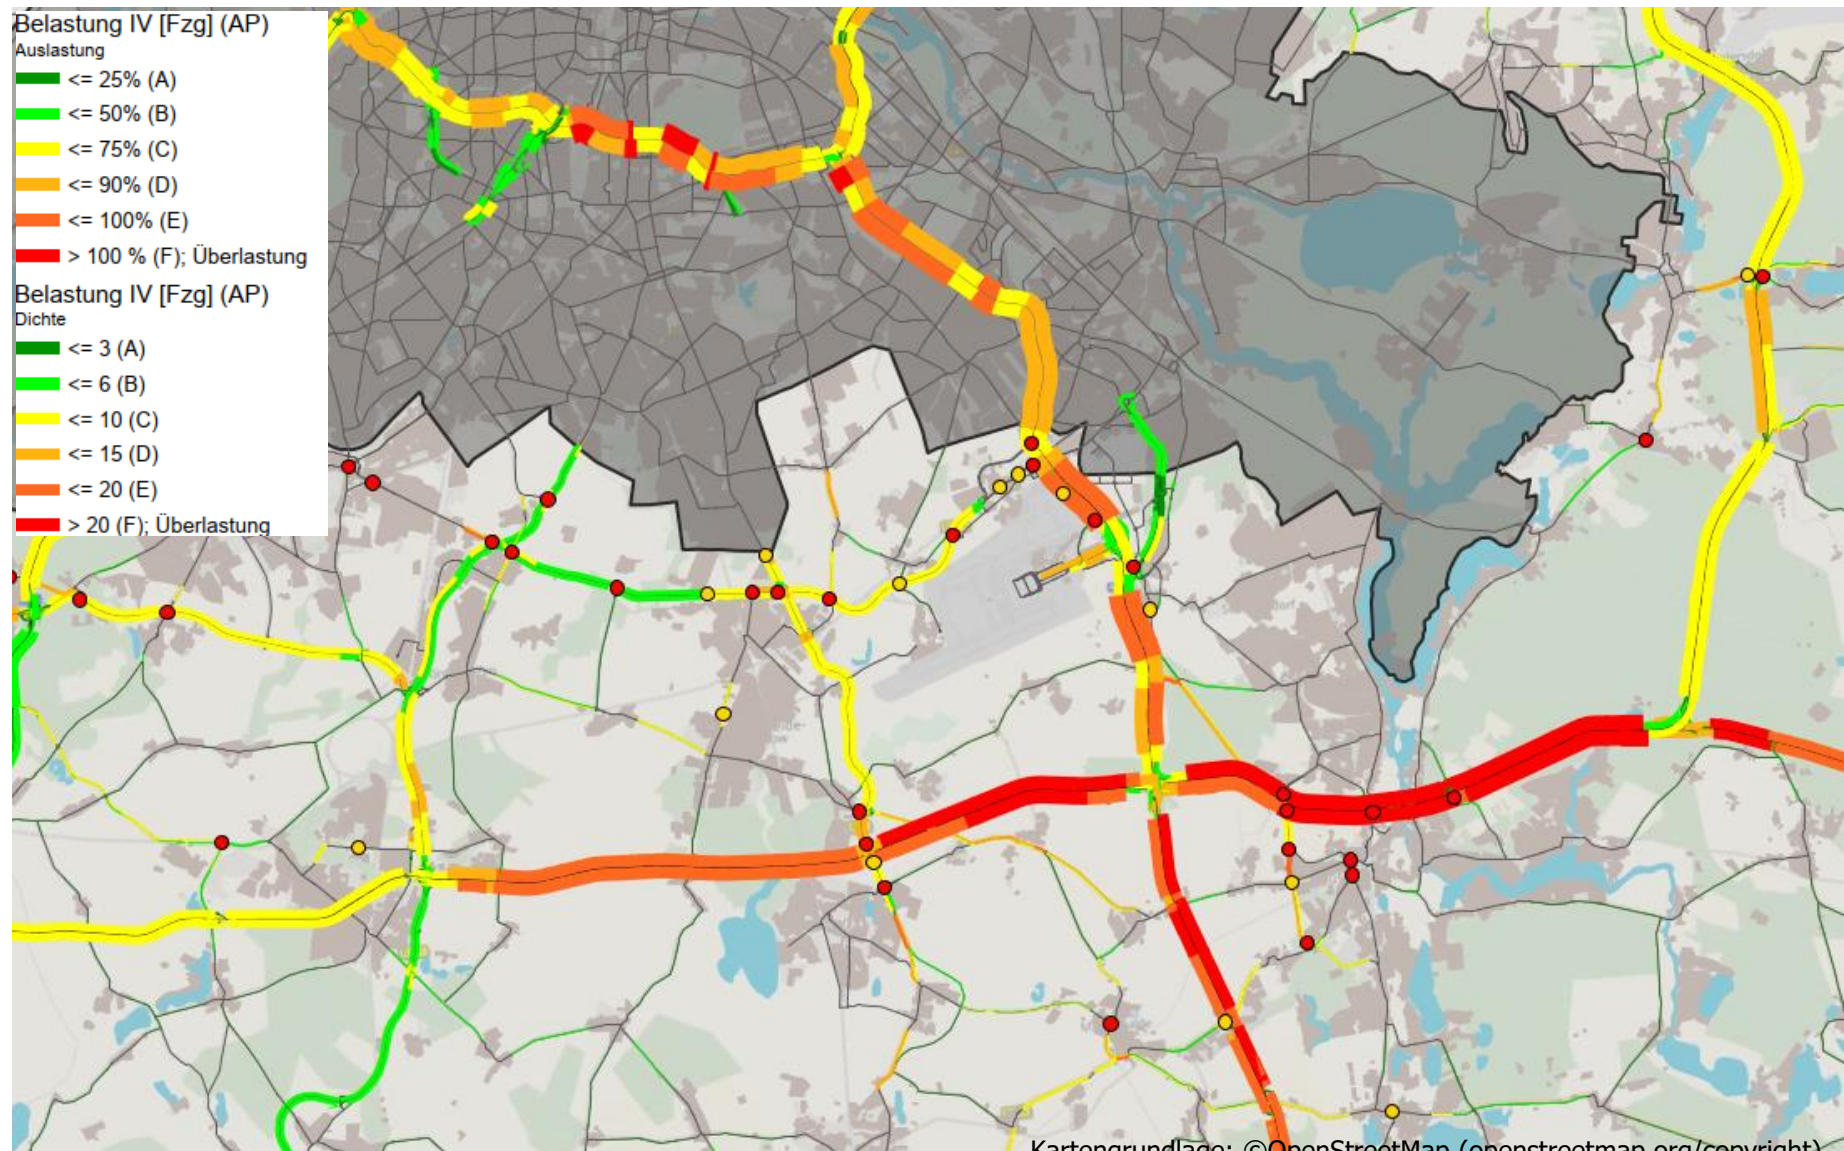 Belastung IV [Fzg] (AP)
Auslastung
<= 25% (A)
<= 50% (B)
<= 75% (C)
<= 90% (D)
<= 100% (E)
> 100 % (F); Überlastung
Belastung IV [Fzg] (AP)
Dichte
<= 3 (A)
<= 6 (B)
<= 10 (C)
<= 15 (D)
<= 20 (E)
> 20 (F); Überlastung
Kartengrundlage: ©OpenStreetMap (openstreetmap.org/copyright)